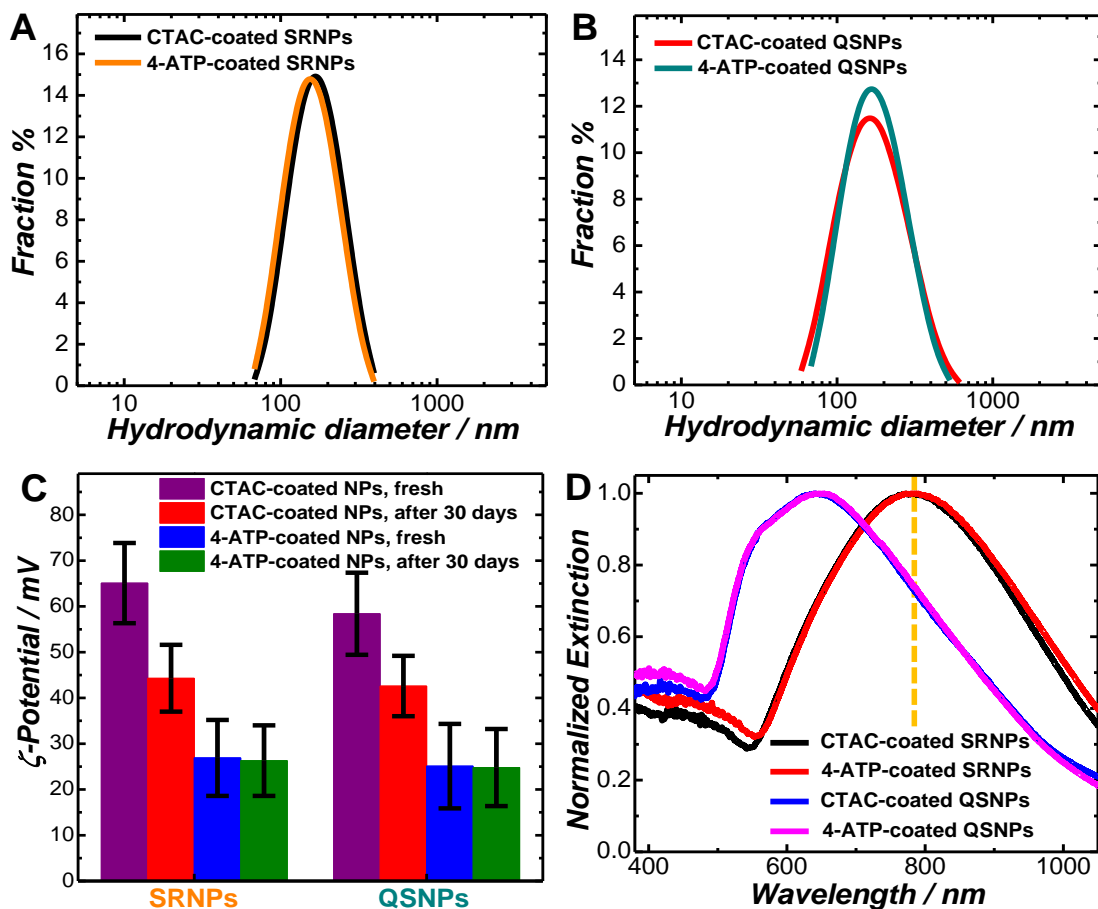 A
CTAC-coated SRNPs
4-ATP-coated SRNPs
16
14
12
10
8
6
4
2
0
Fraction %
10
100
1000
Hydrodynamic diameter / nm
B
CTAC-coated QSNPs
4-ATP-coated QSNPs
14
12
10
8
6
4
2
0
Fraction %
10
100
1000
Hydrodynamic diameter / nm
C
CTAC-coated NPs, fresh
CTAC-coated NPs, after 30 days
4-ATP-coated NPs, fresh
4-ATP-coated NPs, after 30 days
80
70
60
50
40
30
20
10
0
ζ-Potential / mV
SRNPs
QSNPs
D
1.0
0.8
0.6
0.4
0.2
0.0
Normalized Extinction
CTAC-coated SRNPs
4-ATP-coated SRNPs
CTAC-coated QSNPs
4-ATP-coated QSNPs
400
600
800
1000
Wavelength / nm